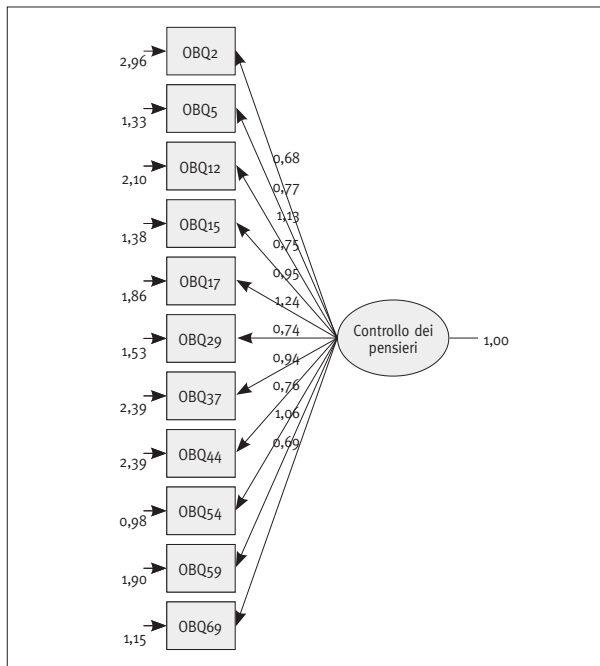 OBQ2
2,96
OBQ5
1,33
OBQ12
2,10
OBQ15
1,38
OBQ17
1,86
OBQ29
1,53
OBQ37
2,39
OBQ44
2,39
OBQ54
0,98
OBQ59
1,90
OBQ69
1,15
0,68
0,77
1,13
0,75
0,95
1,24
0,74
0,94
0,76
1,06
0,69
Controllo dei
pensieri
1,00